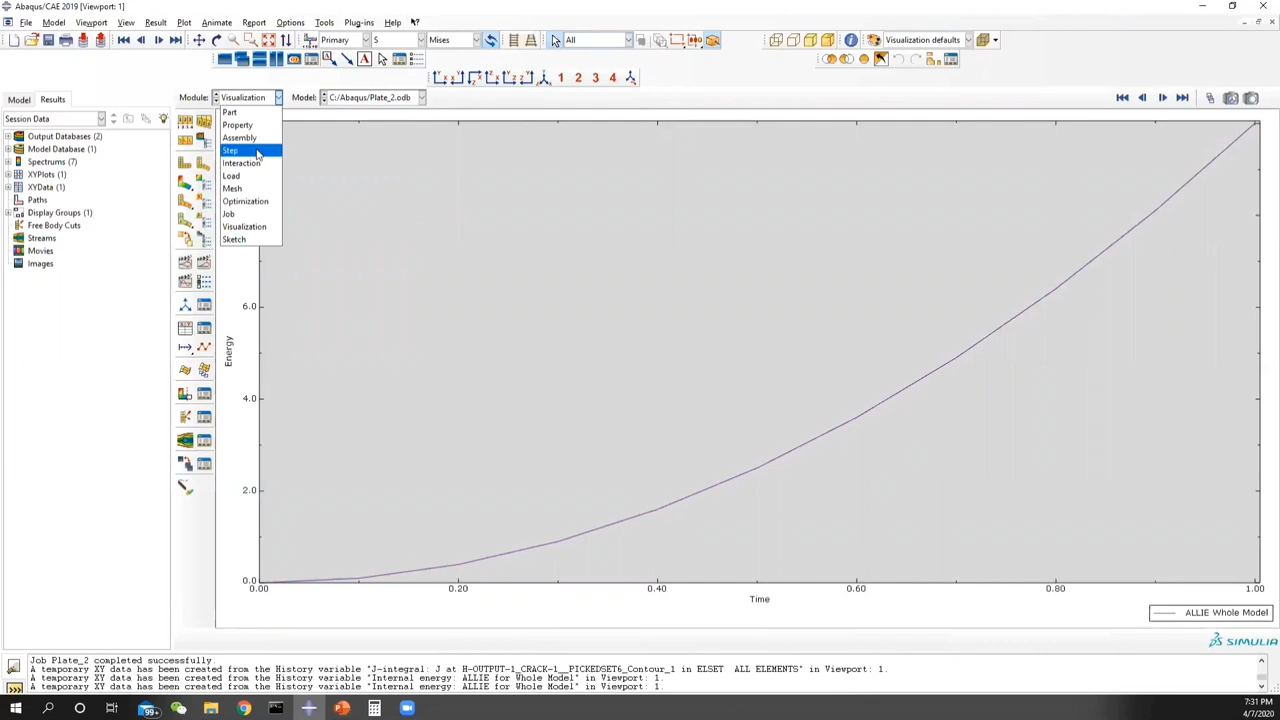 Abaqus/CAE 2019 [Viewport: 1]
File Model Viewport View Result Plot Animate Report Options Tools Plug-ins Help
Primary S Mises All Visualization defaults
A
1 2 3 4
Model Results Module: Visualization Model: C:/Abaqus/Plate_2.odb
Session Data
Output Databases (2)
Model Database (1)
Spectrums (7)
XYPlots (1)
XYData (1)
Paths
Display Groups (1)
Free Body Cuts
Streams
Movies
Images
Part
Property
Assembly
Step
Interaction
Load
Mesh
Optimization
Job
Visualization
Sketch
6.0
4.0
2.0
0.0
Energy
0.00 0.20 0.40 0.60 0.80 1.00
Time
ALLIE Whole Model
SIMULIA
Job Plate_2 completed successfully.
A temporary XY data has been created from the History variable "J-integral: J at H-OUTPUT-1_CRACK-1__PICKEDSET6_Contour_1 in ELSET  ALL ELEMENTS" in Viewport: 1.
A temporary XY data has been created from the History variable "Internal energy: ALLIE for Whole Model" in Viewport: 1.
A temporary XY data has been created from the History variable "Internal energy: ALLIE for Whole Model" in Viewport: 1.
99+
7:31 PM
4/7/2020